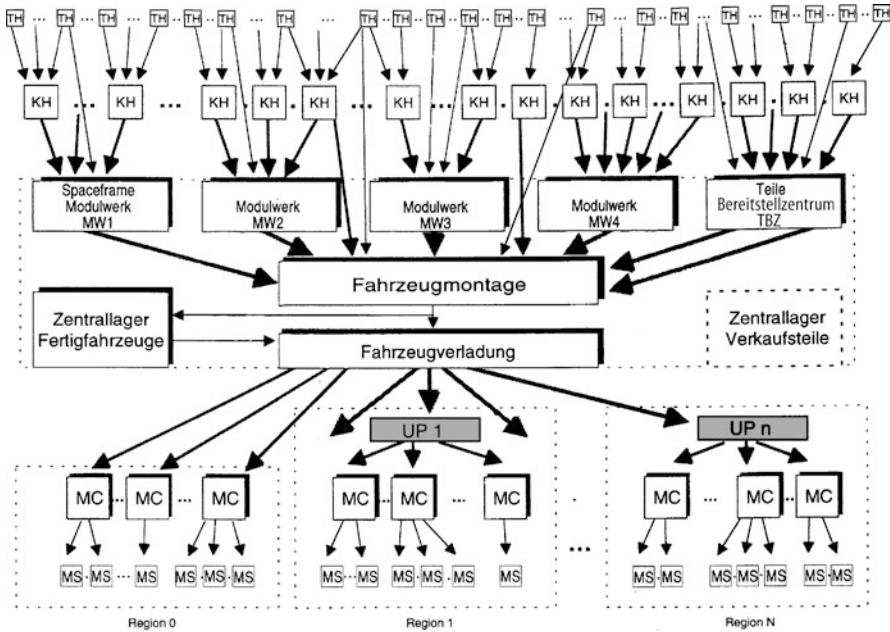 TH TH TH TH TH TH TH TH TH TH TH TH TH TH TH TH TH TH TH TH
KH ... KH ... KH . KH . KH ... KH ... KH . KH . KH . KH ... KH . KH . KH . KH
Spaceframe
Modulwerk
MW1
Modulwerk
MW2
Modulwerk
MW3
Modulwerk
MW4
Teile
Bereitstellzentrum
TBZ
Fahrzeugmontage
Zentrallager
Fertigfahrzeuge
Zentrallager
Verkaufsteile
Fahrzeugverladung
UP 1
UP n
MC ... MC ... MC
MC ... MC ... MC
MC ... MC ... MC
...
MS . MS ... MS . MS . MS . MS
MS ... MS . MS . MS . MS MS
MS . MS MS . MS . MS . MS . MS
Region 0
Region 1
Region N